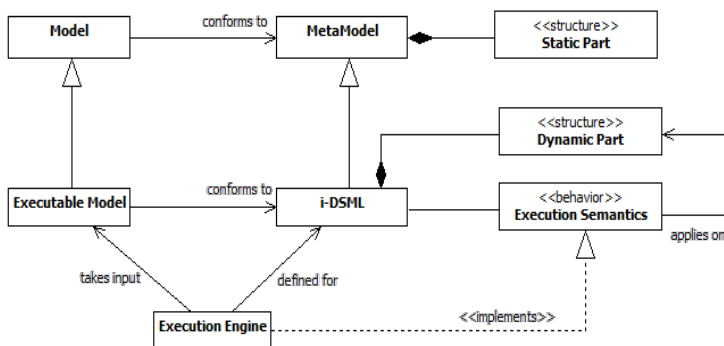 Model
conforms to
MetaModel
<<structure>>
Static Part
<<structure>>
Dynamic Part
Executable Model
conforms to
i-DSML
<<behavior>>
Execution Semantics
applies on
takes input
defined for
Execution Engine
<<implements>>